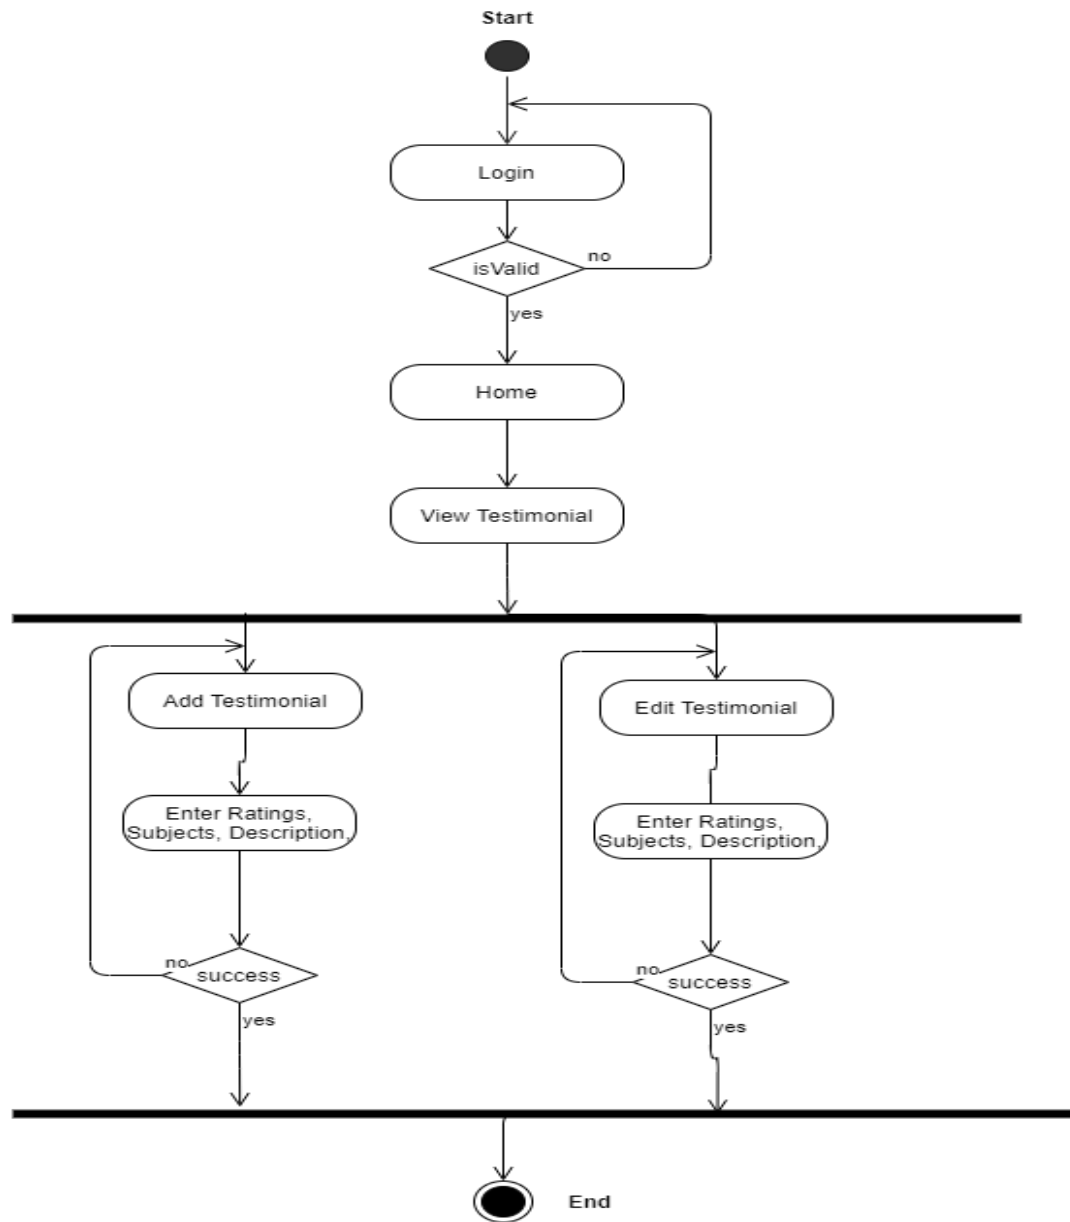 Start
Login
isValid
no
yes
Home
View Testimonial
Add Testimonial
Edit Testimonial
Enter Ratings,
Subjects, Description,
Enter Ratings,
Subjects, Description,
no
success
yes
no
success
yes
End